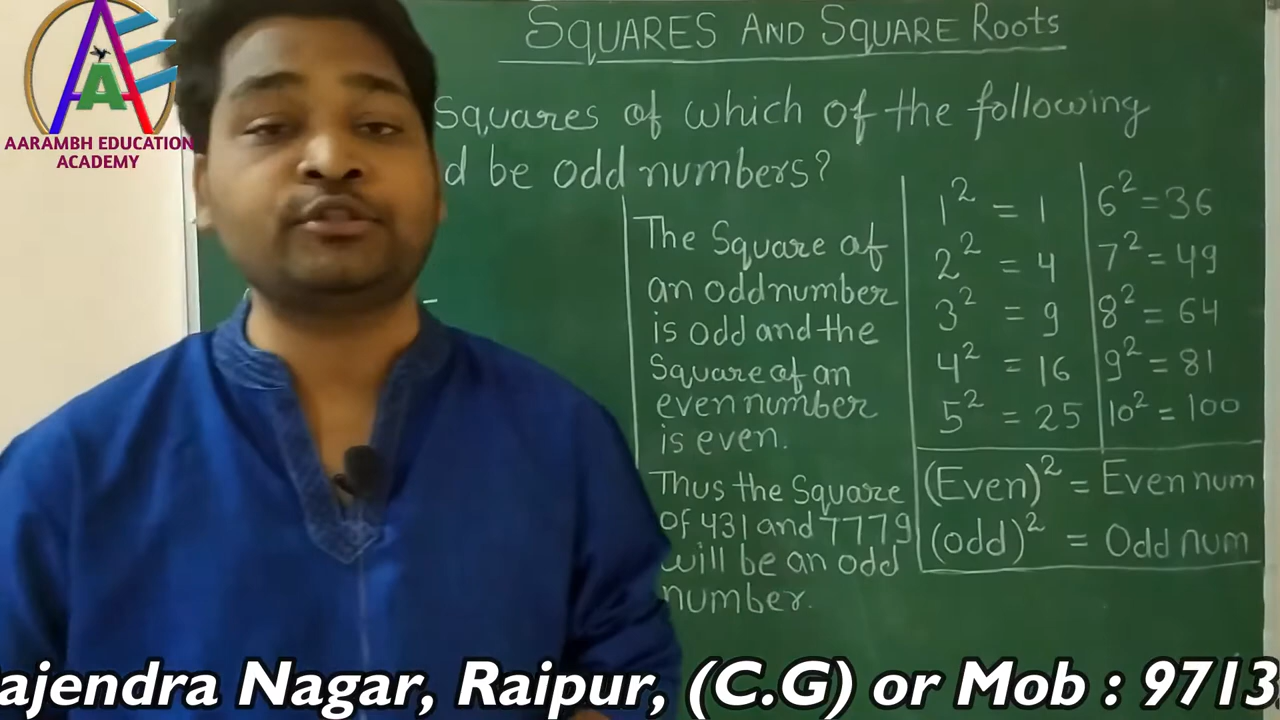 AARAMBH EDUCATION
ACADEMY
SQUARES AND SQUARE ROOTS
Squares of which of the following
d be odd numbers?
The Square of
an odd number
is odd and the
Square of an
even number
is even.
Thus the Square
of 431 and 7779
will be an odd
number.
1² = 1
2² = 4
3² = 9
4² = 16
5² = 25
6² = 36
7² = 49
8² = 64
9² = 81
10² = 100
(Even)² = Even num
(odd)² = Odd num
ajendra Nagar, Raipur, (C.G) or Mob : 9713